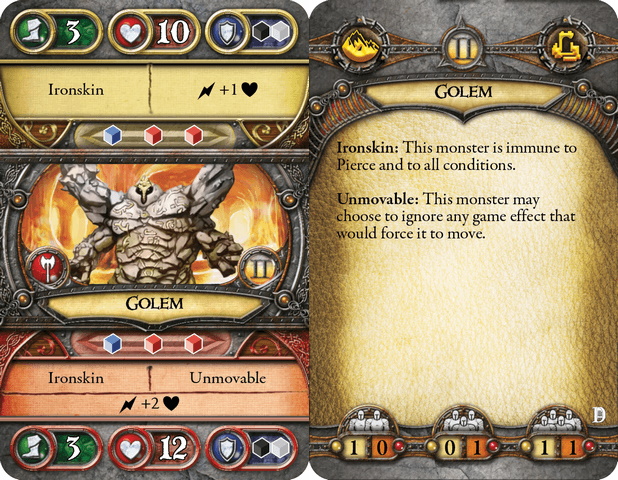 3 10
Ironskin +1
II
GOLEM
Ironskin Unmovable
+2
3 12
II
GOLEM
Ironskin: This monster is immune to
Pierce and to all conditions.
Unmovable: This monster may
choose to ignore any game effect that
would force it to move.
D
1 0 0 1 1 1